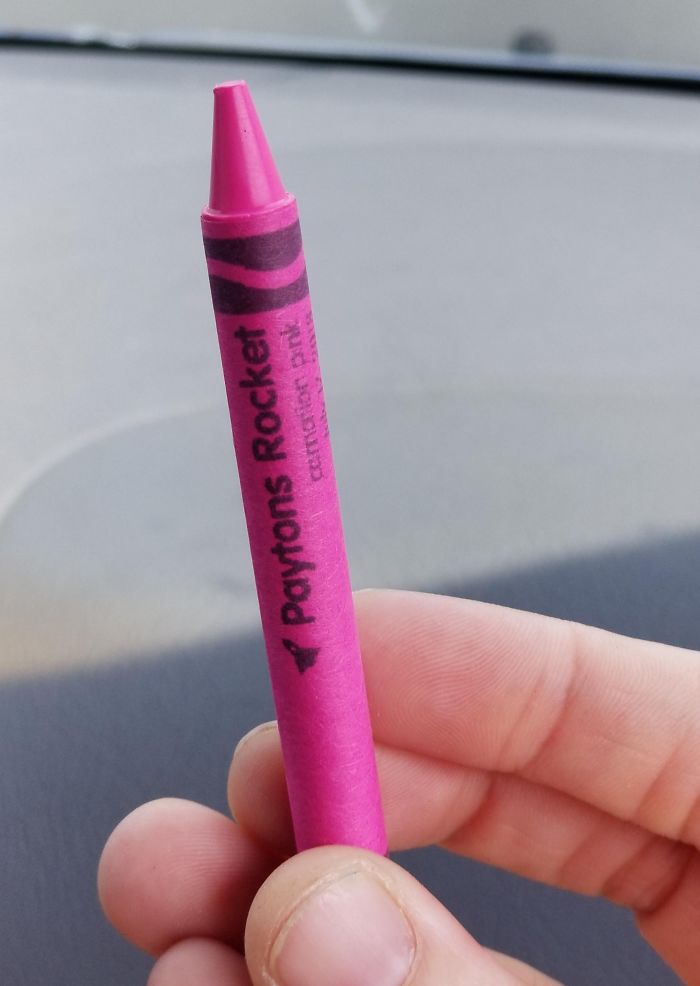 Paytons Rocket
carnation pink